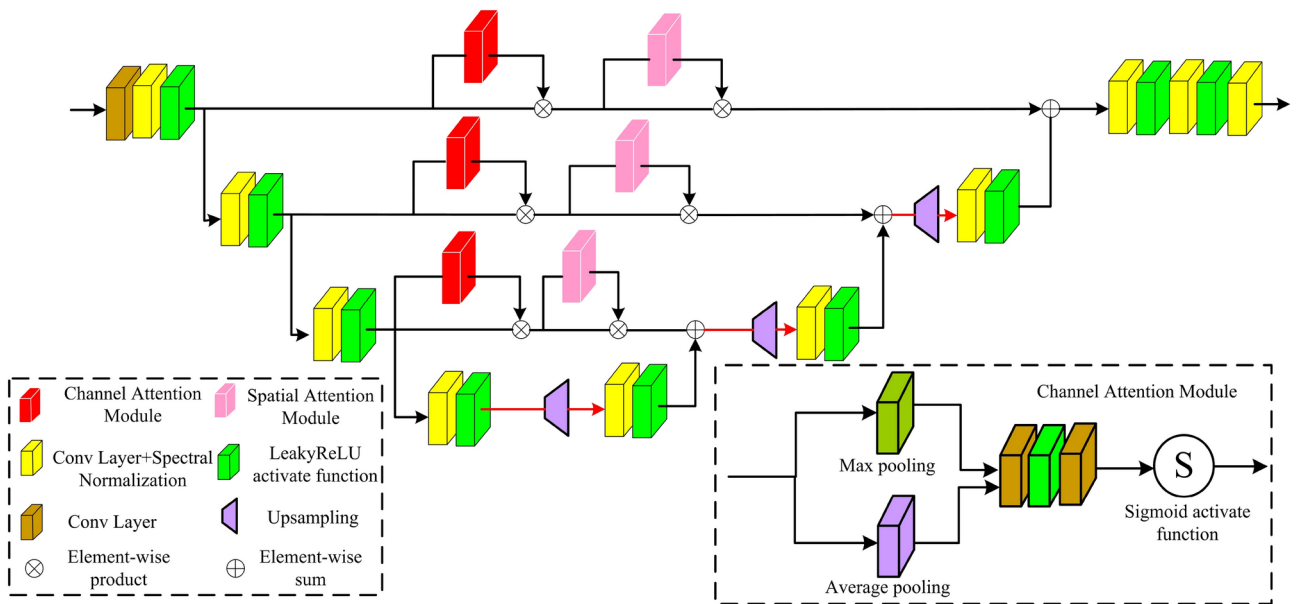 Channel Attention
Module
Spatial Attention
Module
Conv Layer+Spectral
Normalization
LeakyReLU
activate function
Conv Layer
Upsampling
Element-wise
product
Element-wise
sum
Channel Attention Module
Max pooling
Average pooling
S
Sigmoid activate
function